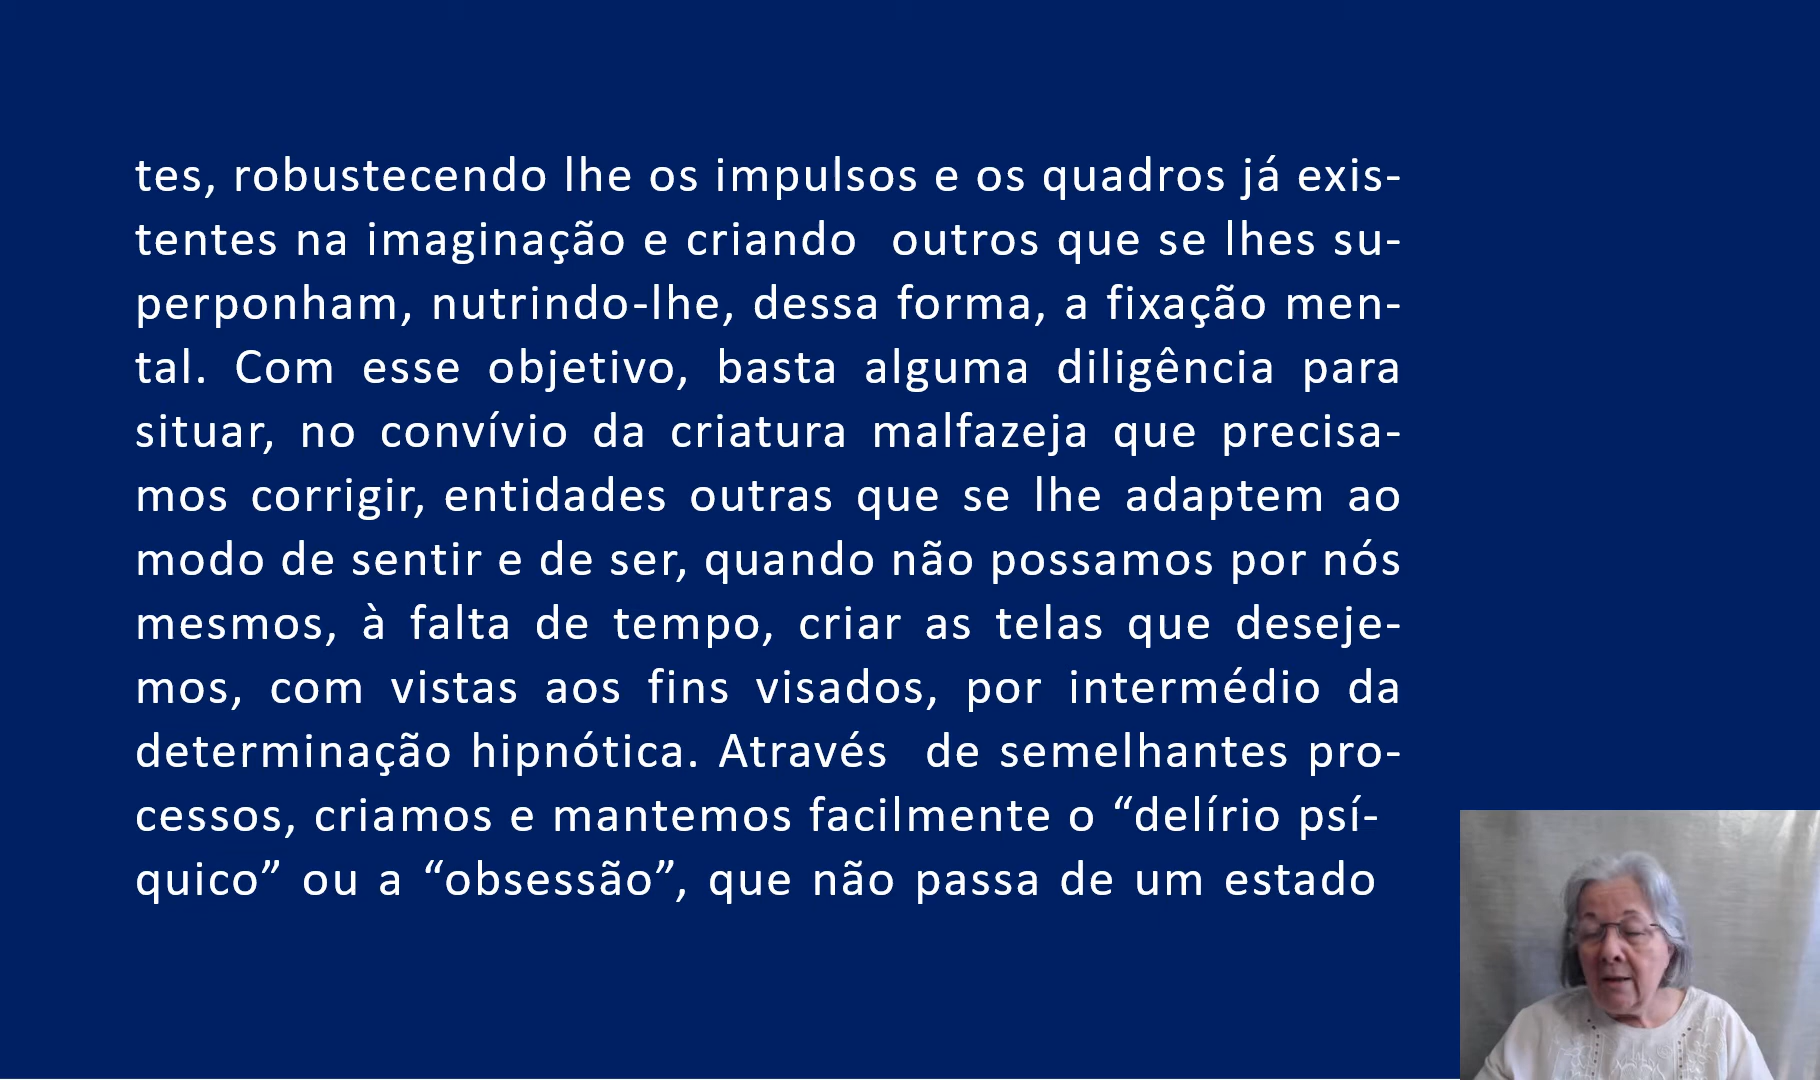 tes, robustecendo lhe os impulsos e os quadros já exis-
tentes na imaginação e criando outros que se lhes su-
perponham, nutrindo-lhe, dessa forma, a fixação men-
tal. Com esse objetivo, basta alguma diligência para
situar, no convívio da criatura malfazeja que precisa-
mos corrigir, entidades outras que se lhe adaptem ao
modo de sentir e de ser, quando não possamos por nós
mesmos, à falta de tempo, criar as telas que deseje-
mos, com vistas aos fins visados, por intermédio da
determinação hipnótica. Através de semelhantes pro-
cessos, criamos e mantemos facilmente o “delírio psí-
quico” ou a “obsessão”, que não passa de um estado